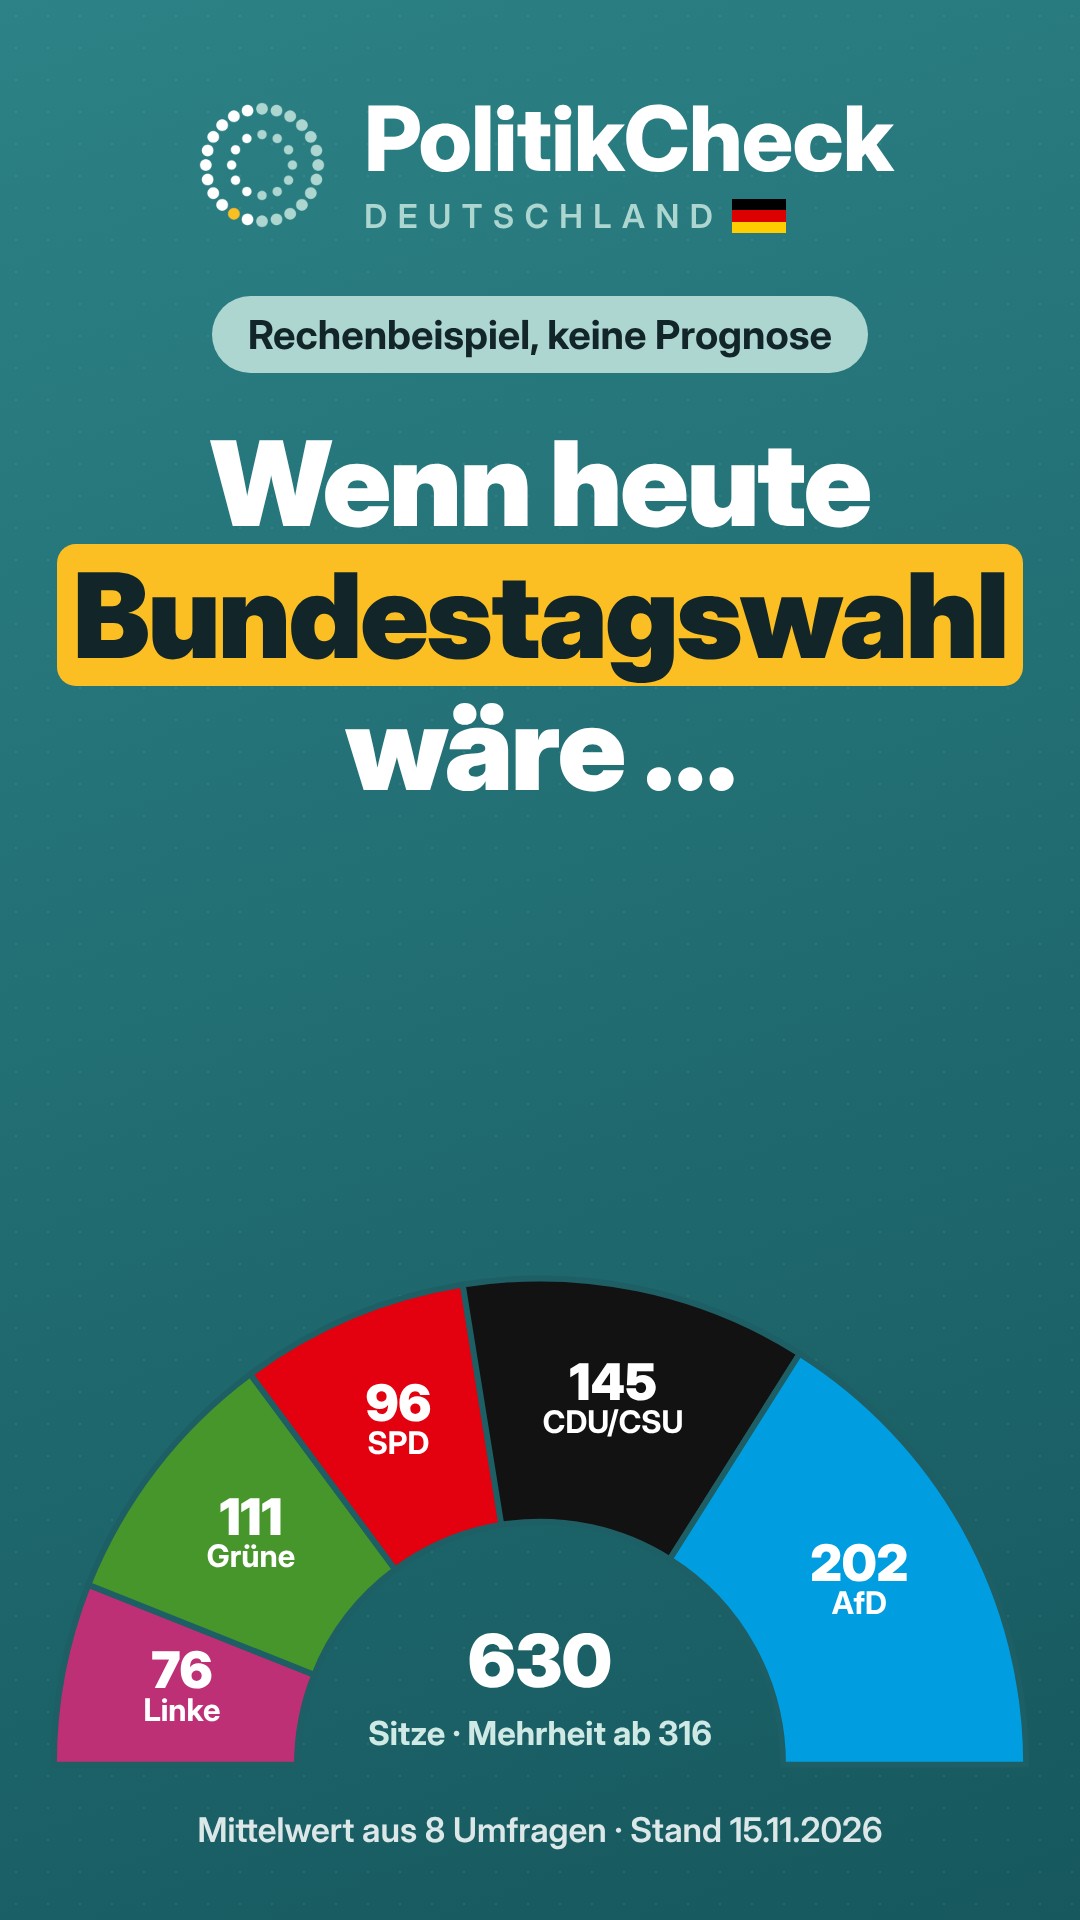 PolitikCheck
DEUTSCHLAND
Rechenbeispiel, keine Prognose
Wenn heute
Bundestagswahl
wäre ...
145
CDU/CSU
96
SPD
111
Grüne
202
AfD
76
Linke
630
Sitze · Mehrheit ab 316
Mittelwert aus 8 Umfragen · Stand 15.11.2026